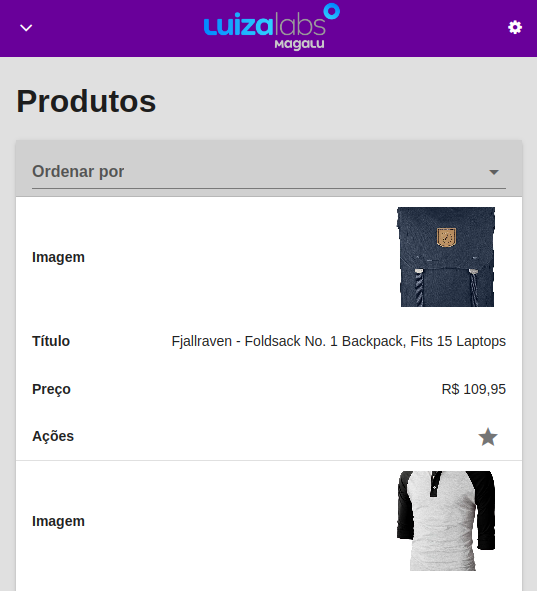 Luizalabs
Magalu
Produtos
Ordenar por
Imagem
Título Fjallraven - Foldsack No. 1 Backpack, Fits 15 Laptops
Preço R$ 109,95
Ações
Imagem